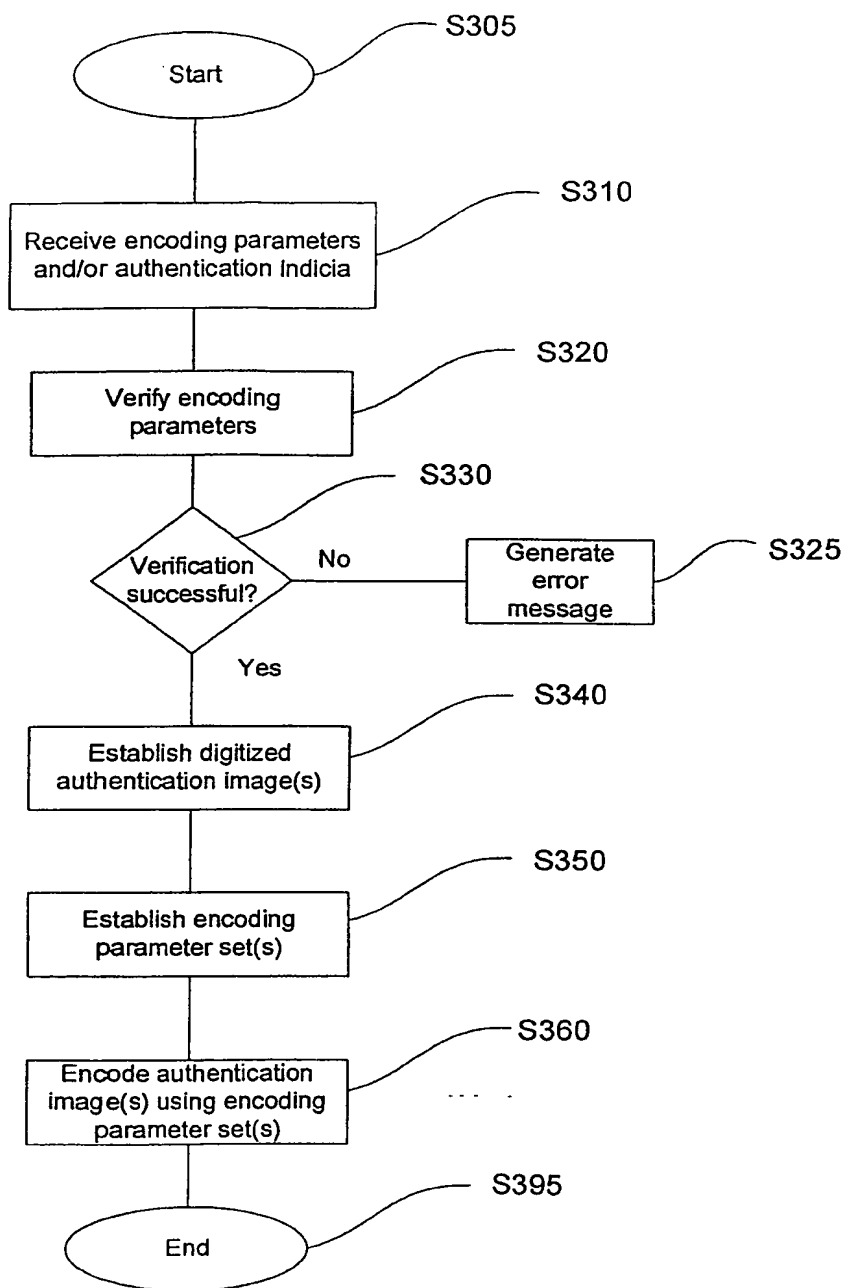 S305
Start
S310
Receive encoding parameters
and/or authentication Indicia
S320
Verify encoding
parameters
S330
Verification
successful?
No
Generate
error
message
S325
Yes
S340
Establish digitized
authentication image(s)
S350
Establish encoding
parameter set(s)
S360
Encode authentication
image(s) using encoding
parameter set(s)
S395
End